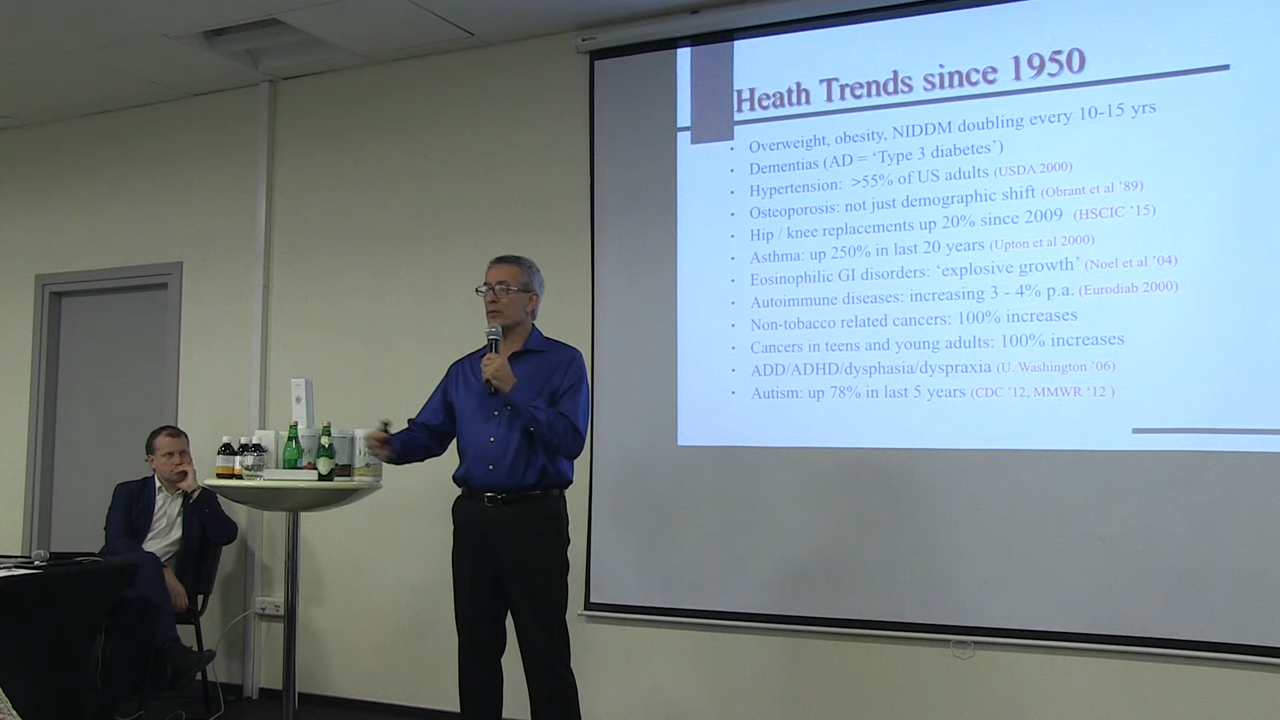 Heath Trends since 1950
• Overweight, obesity, NIDDM doubling every 10-15 yrs
• Dementias (AD = ‘Type 3 diabetes’)
• Hypertension: >55% of US adults (USDA 2000)
• Osteoporosis: not just demographic shift (Obrant et al ’89)
• Hip / knee replacements up 20% since 2009 (HSCIC ’15)
• Asthma: up 250% in last 20 years (Upton et al 2000)
• Eosinophilic GI disorders: ‘explosive growth’ (Noel et al ’04)
• Autoimmune diseases: increasing 3 - 4% p.a. (Eurodiab 2000)
• Non-tobacco related cancers: 100% increases
• Cancers in teens and young adults: 100% increases
• ADD/ADHD/dysphasia/dyspraxia (U. Washington ’06)
• Autism: up 78% in last 5 years (CDC ’12, MMWR ‘12 )